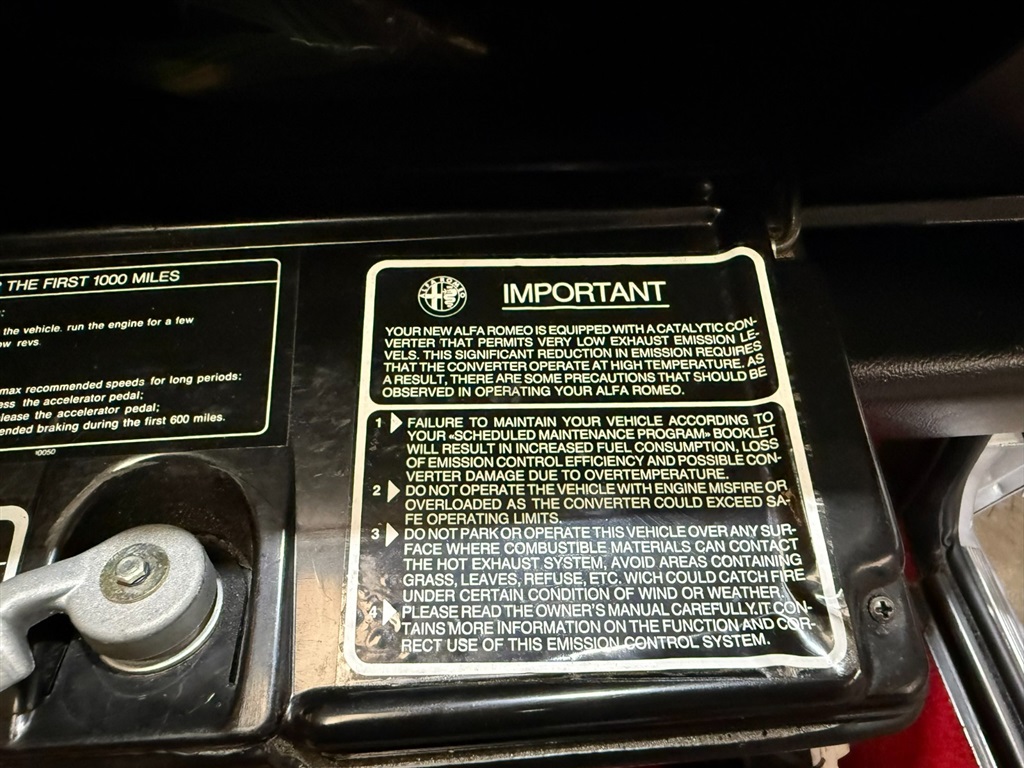 THE FIRST 1000 MILES
the vehicle. run the engine for a few
revs.
max recommended speeds for long periods:
the accelerator pedal;
the accelerator pedal;
braking during the first 600 miles.
10050
ALFA ROMEO
IMPORTANT
YOUR NEW ALFA ROMEO IS EQUIPPED WITH A CATALYTIC CON-
VERTER THAT PERMITS VERY LOW EXHAUST EMISSION LE-
VELS. THIS SIGNIFICANT REDUCTION IN EMISSION REQUIRES
THAT THE CONVERTER OPERATE AT HIGH TEMPERATURE. AS
A RESULT, THERE ARE SOME PRECAUTIONS THAT SHOULD BE
OBSERVED IN OPERATING YOUR ALFA ROMEO.
1 FAILURE TO MAINTAIN YOUR VEHICLE ACCORDING TO
YOUR «SCHEDULED MAINTENANCE PROGRAM» BOOKLET
WILL RESULT IN INCREASED FUEL CONSUMPTION, LOSS
OF EMISSION CONTROL EFFICIENCY AND POSSIBLE CON-
VERTER DAMAGE DUE TO OVERTEMPERATURE.
2 DO NOT OPERATE THE VEHICLE WITH ENGINE MISFIRE OR
OVERLOADED AS THE CONVERTER COULD EXCEED SA-
FE OPERATING LIMITS.
3 DO NOT PARK OR OPERATE THIS VEHICLE OVER ANY SUR-
FACE WHERE COMBUSTIBLE MATERIALS CAN CONTACT
THE HOT EXHAUST SYSTEM, AVOID AREAS CONTAINING
GRASS, LEAVES, REFUSE, ETC. WICH COULD CATCH FIRE
UNDER CERTAIN CONDITION OF WIND OR WEATHER.
4 PLEASE READ THE OWNER'S MANUAL CAREFULLY.IT CON-
TAINS MORE INFORMATION ON THE FUNCTION AND COR-
RECT USE OF THIS EMISSION CONTROL SYSTEM.